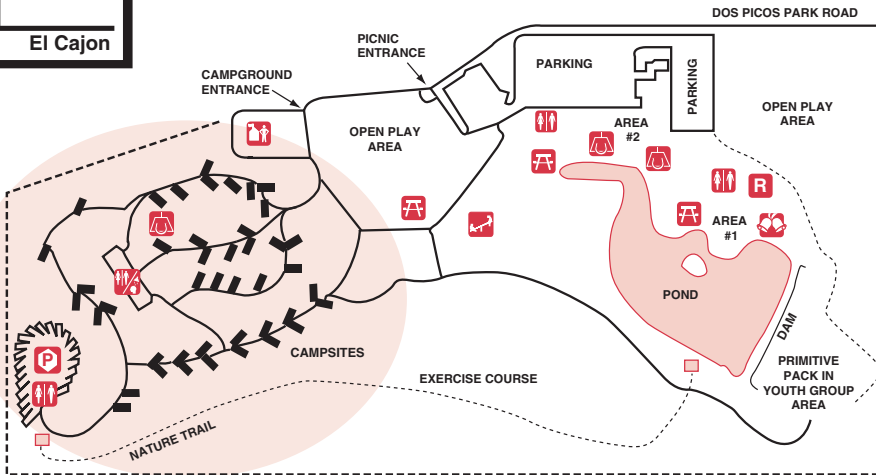 DOS PICOS PARK ROAD
El Cajon
PICNIC
ENTRANCE
CAMPGROUND
ENTRANCE
PARKING
PARKING
OPEN PLAY
AREA
OPEN PLAY
AREA
AREA
#2
R
AREA
#1
POND
DAM
CAMPSITES
P
EXERCISE COURSE
PRIMITIVE
PACK IN
YOUTH GROUP
AREA
NATURE TRAIL